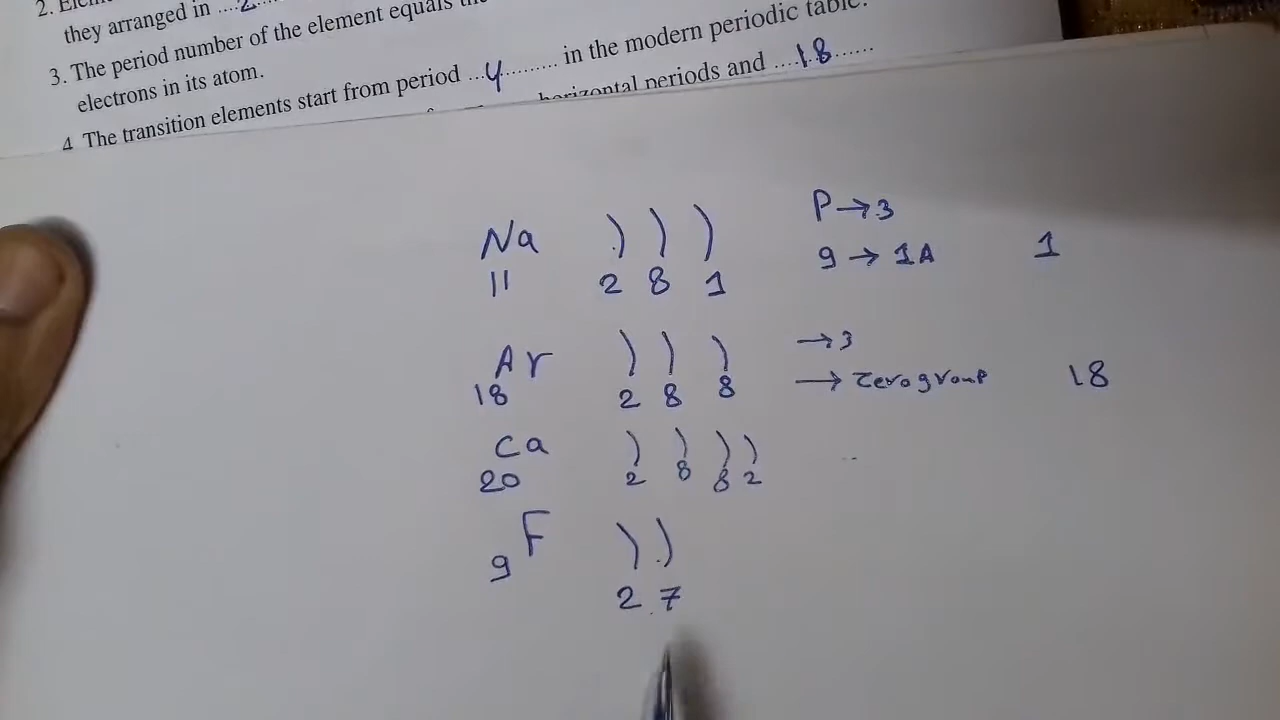 2.
they arranged in ....2....
3. The period number of the element equals
electrons in its atom.
4 The transition elements start from period ...4.......... in the modern periodic table.
horizontal periods and ....18......
Na ) ) ) P → 3
11 2 8 1 g → 1A 1
Ar ) ) ) → 3
18 2 8 8 → Zero group 18
Ca ) ) ) )
20 2 8 8 2
F ) )
9 2 7